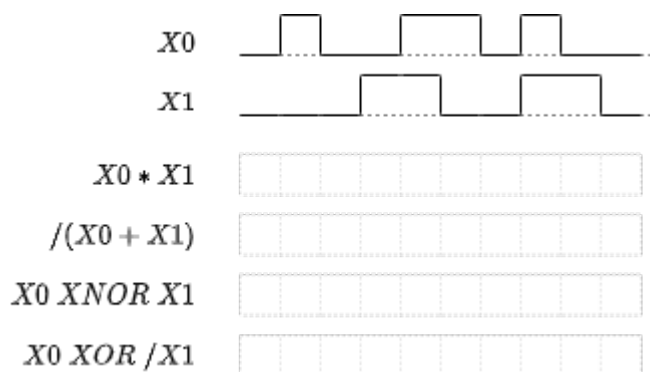 X0
X1
X0 * X1
/(X0 + X1)
X0 XNOR X1
X0 XOR /X1